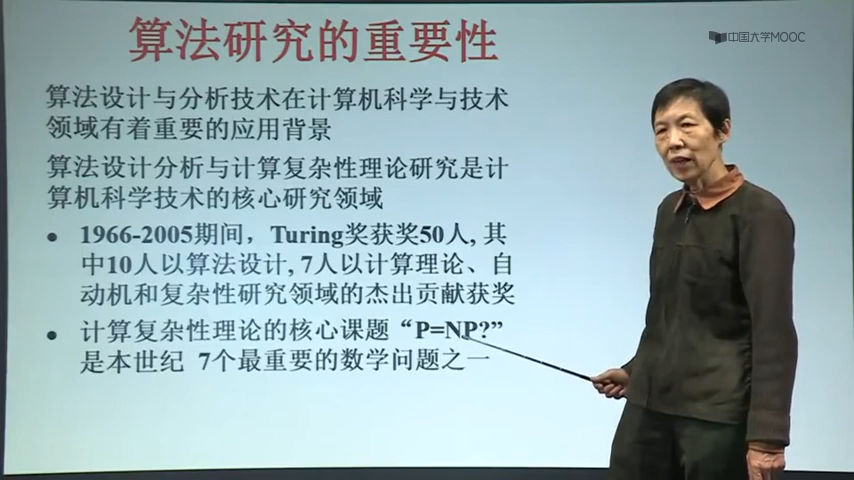 算法研究的重要性
中国大学MOOC
算法设计与分析技术在计算机科学与技术
领域有着重要的应用背景
算法设计分析与计算复杂性理论研究是计
算机科学技术的核心研究领域
• 1966-2005期间，Turing奖获奖50人, 其
中10人以算法设计, 7人以计算理论、自
动机和复杂性研究领域的杰出贡献获奖
• 计算复杂性理论的核心课题“P=NP?”
是本世纪 7个最重要的数学问题之一